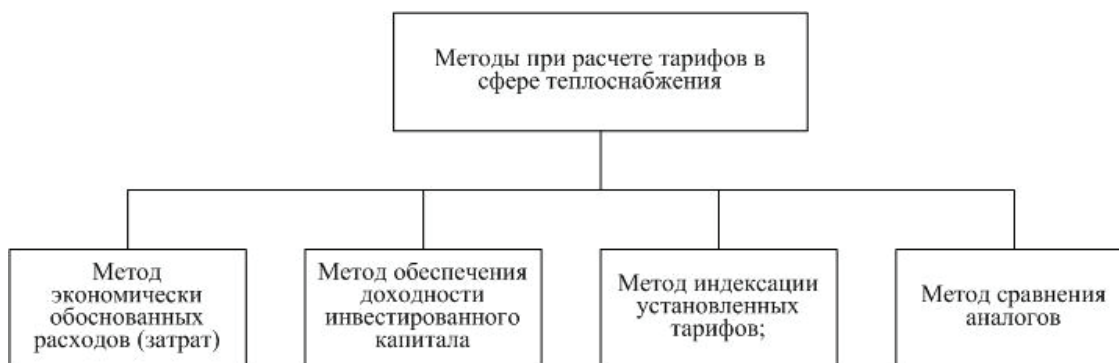 Методы при расчете тарифов в
сфере теплоснабжения
Метод
экономически
обоснованных
расходов (затрат)
Метод обеспечения
доходности
инвестированного
капитала
Метод индексации
установленных
тарифов;
Метод сравнения
аналогов